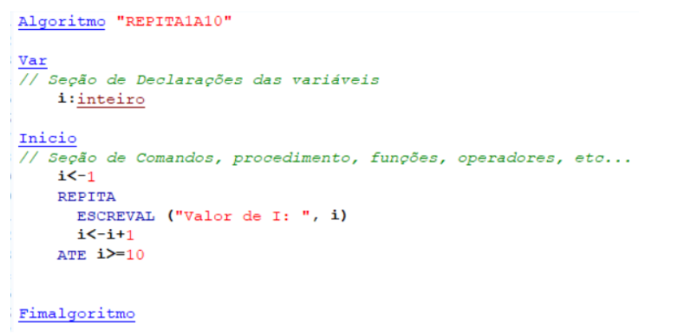 Algoritmo "REPITA1A10"
Var
// Seção de Declarações das variáveis
i:inteiro
Inicio
// Seção de Comandos, procedimento, funções, operadores, etc...
i<-1
REPITA
ESCREVAL ("Valor de I: ", i)
i<-i+1
ATE i>=10
Fimalgoritmo